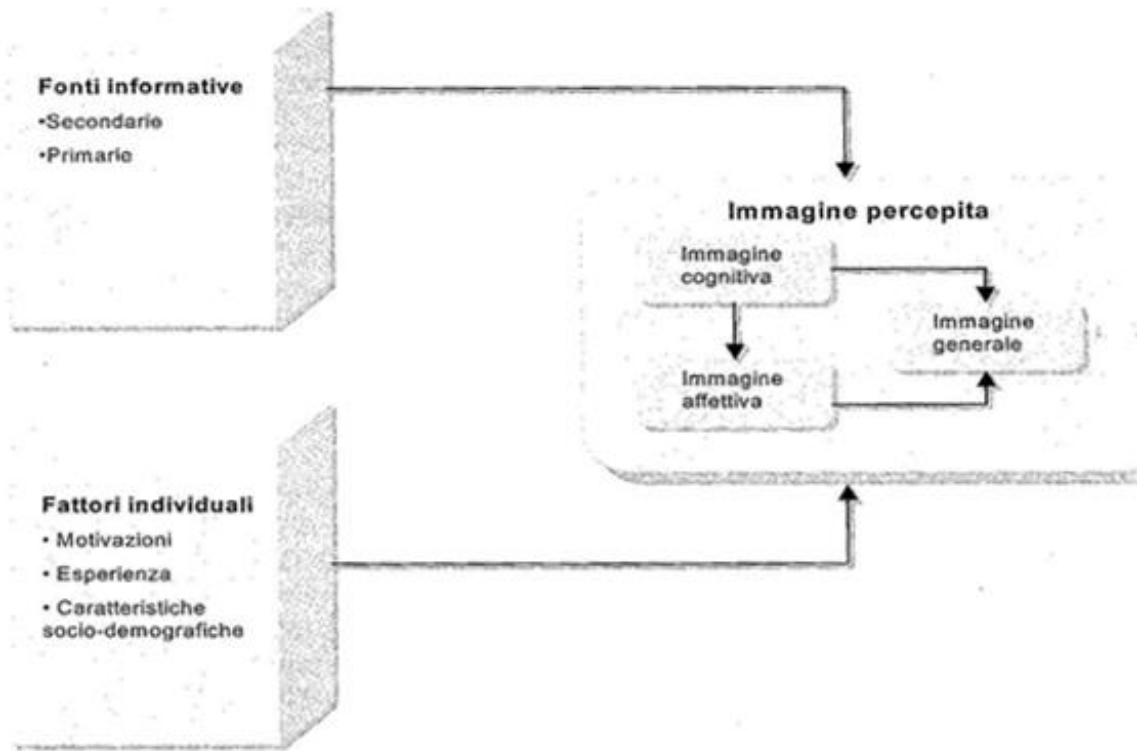 Fonti informative
•Secondarie
•Primarie
Immagine percepita
Immagine
cognitiva
Immagine
generale
Immagine
affettiva
Fattori individuali
• Motivazioni
• Esperienza
• Caratteristiche
socio-demografiche